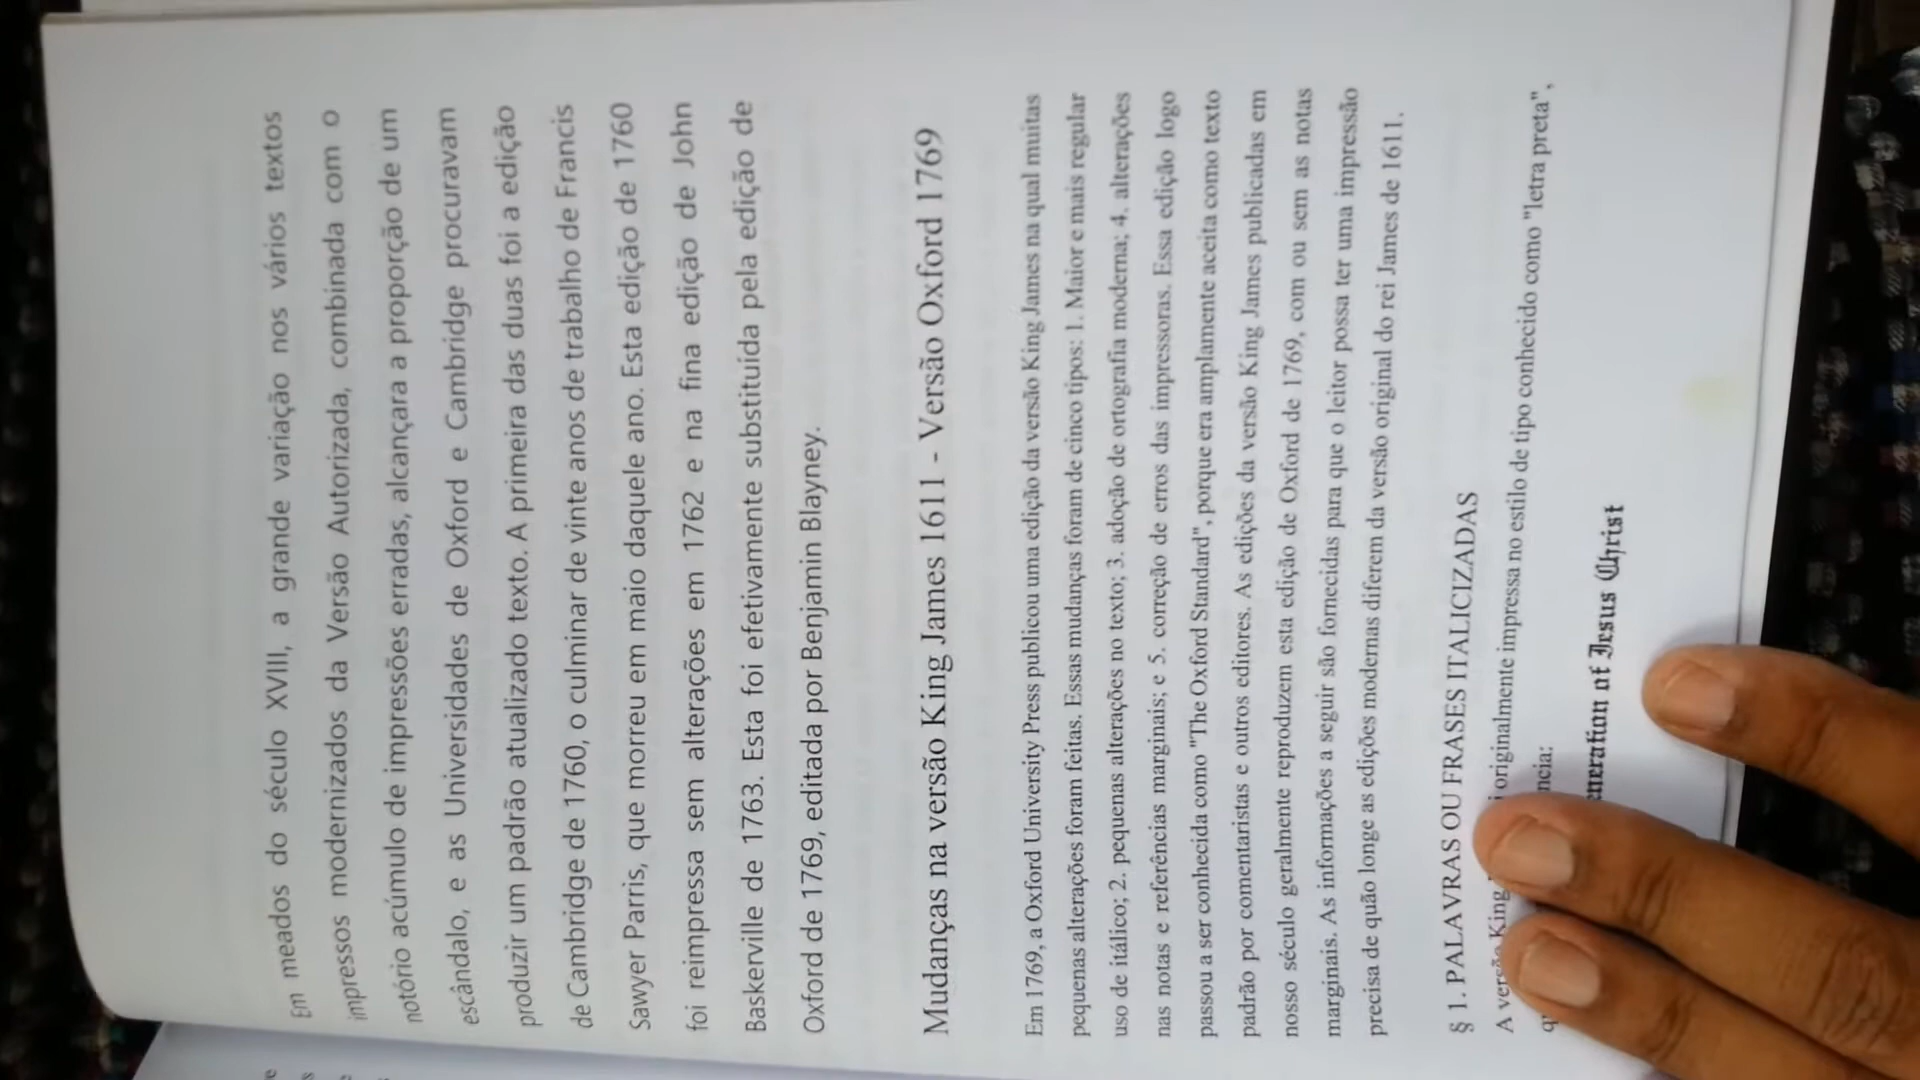 Em meados do século XVIII, a grande variação nos vários textos
impressos modernizados da Versão Autorizada, combinada com o
notório acúmulo de impressões erradas, alcançara a proporção de um
escândalo, e as Universidades de Oxford e Cambridge procuravam
produzir um padrão atualizado texto. A primeira das duas foi a edição
de Cambridge de 1760, o culminar de vinte anos de trabalho de Francis
Sawyer Parris, que morreu em maio daquele ano. Esta edição de 1760
foi reimpressa sem alterações em 1762 e na fina edição de John
Baskerville de 1763. Esta foi efetivamente substituída pela edição de
Oxford de 1769, editada por Benjamin Blayney.
Mudanças na versão King James 1611 - Versão Oxford 1769
Em 1769, a Oxford University Press publicou uma edição da versão King James na qual muitas
pequenas alterações foram feitas. Essas mudanças foram de cinco tipos: 1. Maior e mais regular
uso de itálico; 2. pequenas alterações no texto; 3. adoção de ortografia moderna; 4. alterações
nas notas e referências marginais; e 5. correção de erros das impressoras. Essa edição logo
passou a ser conhecida como "The Oxford Standard", porque era amplamente aceita como texto
padrão por comentaristas e outros editores. As edições da versão King James publicadas em
nosso século geralmente reproduzem esta edição de Oxford de 1769, com ou sem as notas
marginais. As informações a seguir são fornecidas para que o leitor possa ter uma impressão
precisa de quão longe as edições modernas diferem da versão original do rei James de 1611.
§ 1. PALAVRAS OU FRASES ITALICIZADAS
A versão King originalmente impressa no estilo de tipo conhecido como "letra preta",
of Jesus Christ